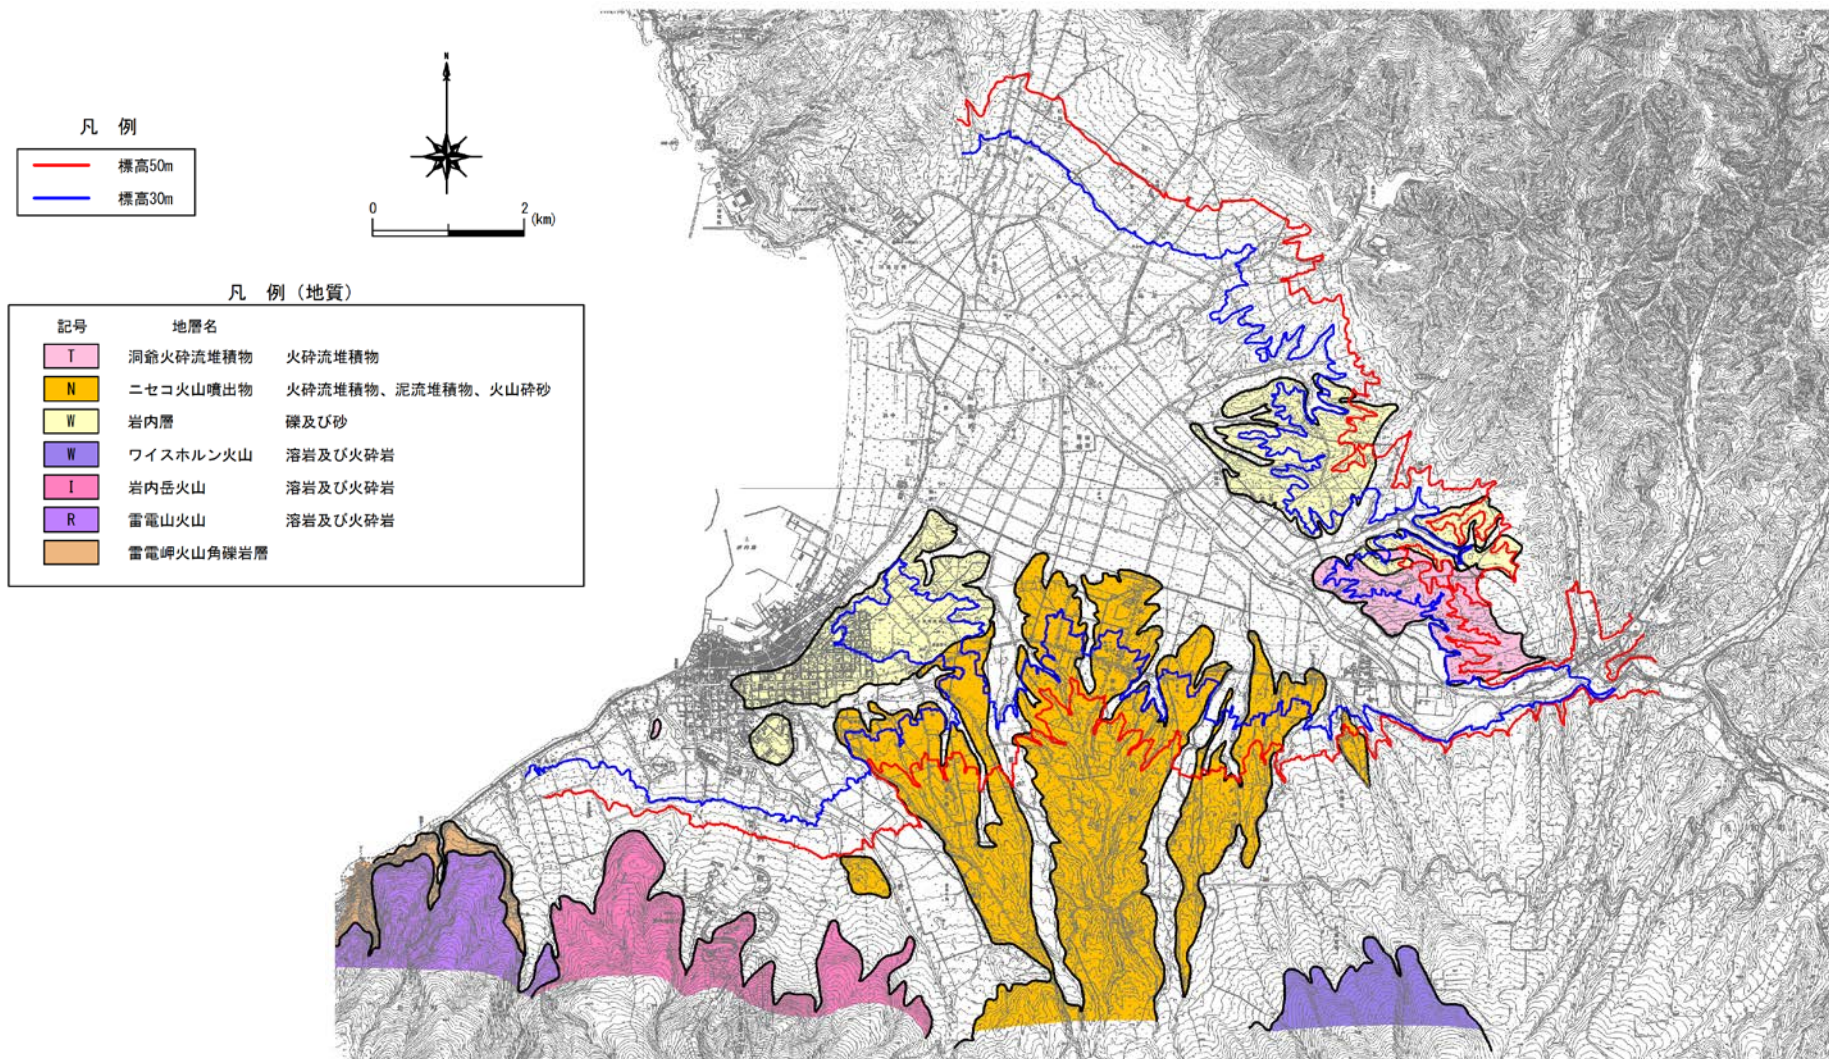 N
凡 例
標高50m
標高30m
0 2 (km)
凡 例（地質）
記号 地層名
T 洞爺火砕流堆積物 火砕流堆積物
N ニセコ火山噴出物 火砕流堆積物、泥流堆積物、火山砕砂
W 岩内層 礫及び砂
W ワイスホルン火山 溶岩及び火砕岩
I 岩内岳火山 溶岩及び火砕岩
R 雷電山火山 溶岩及び火砕岩
雷電岬火山角礫岩層